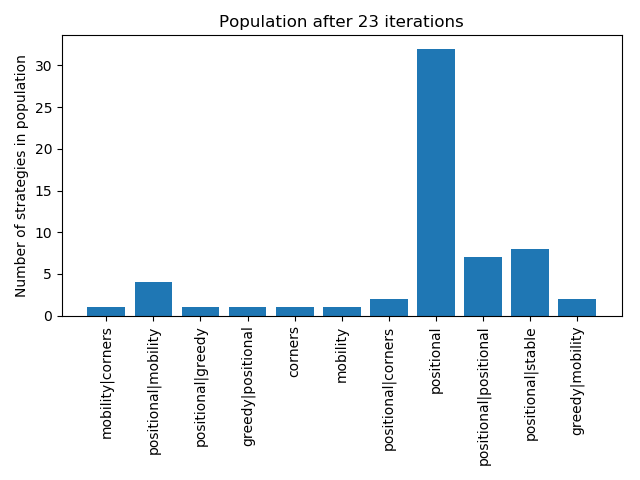 Population after 23 iterations
Number of strategies in population
30
25
20
15
10
5
0
mobility|corners
positional|mobility
positional|greedy
greedy|positional
corners
mobility
positional|corners
positional
positional|positional
positional|stable
greedy|mobility